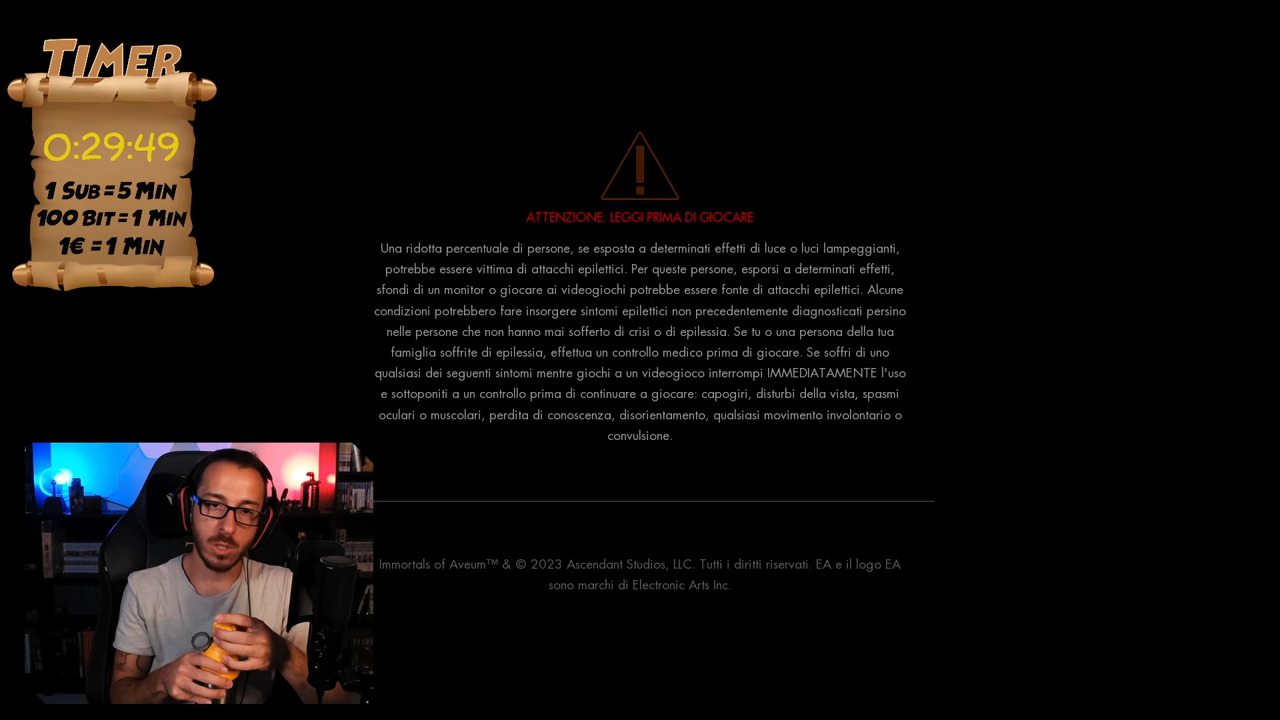 TIMER
0:29:49
1 SUB = 5 MIN
100 BIT = 1 MIN
1€ = 1 MIN
ATTENZIONE: LEGGI PRIMA DI GIOCARE
Una ridotta percentuale di persone, se esposta a determinati effetti di luce o luci lampeggianti,
potrebbe essere vittima di attacchi epilettici. Per queste persone, esporsi a determinati effetti,
sfondi di un monitor o giocare ai videogiochi potrebbe essere fonte di attacchi epilettici. Alcune
condizioni potrebbero fare insorgere sintomi epilettici non precedentemente diagnosticati persino
nelle persone che non hanno mai sofferto di crisi o di epilessia. Se tu o una persona della tua
famiglia soffrite di epilessia, effettua un controllo medico prima di giocare. Se soffri di uno
qualsiasi dei seguenti sintomi mentre giochi a un videogioco interrompi IMMEDIATAMENTE l'uso
e sottoponiti a un controllo prima di continuare a giocare: capogiri, disturbi della vista, spasmi
oculari o muscolari, perdita di conoscenza, disorientamento, qualsiasi movimento involontario o
convulsione.
Immortals of Aveum™ & © 2023 Ascendant Studios, LLC. Tutti i diritti riservati. EA e il logo EA
sono marchi di Electronic Arts Inc.